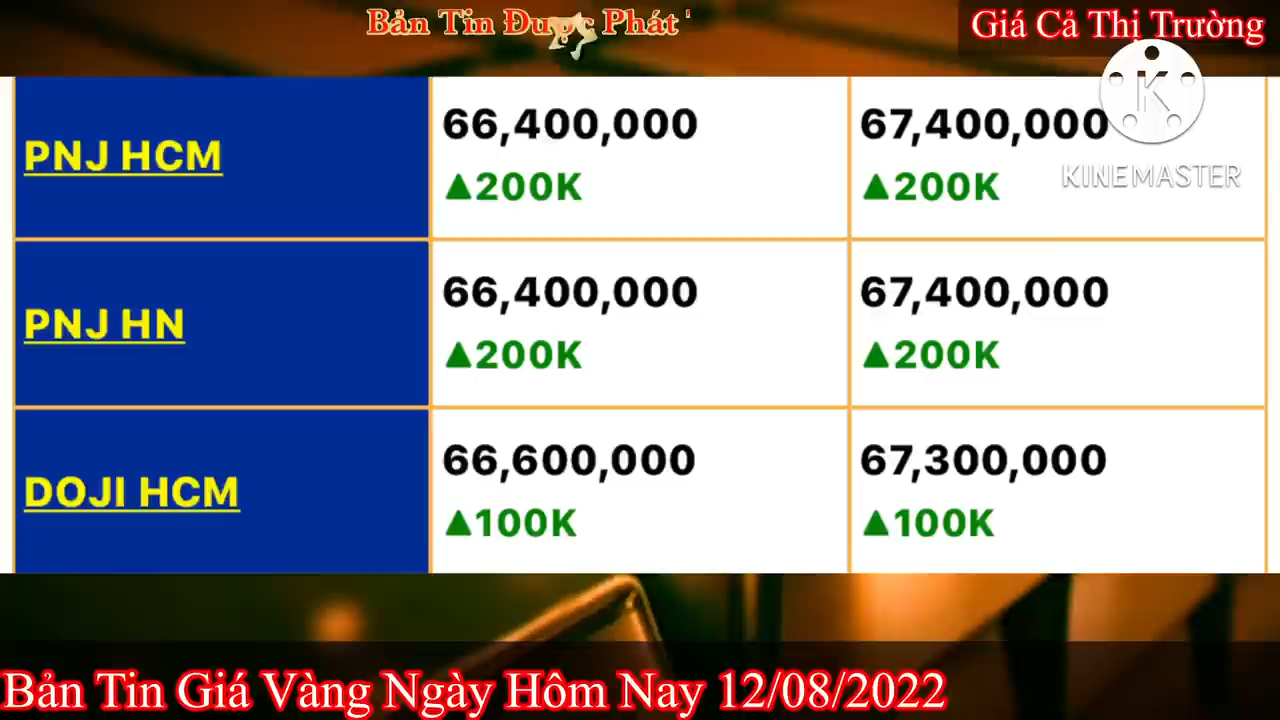 Bản Tin Được Phát
Giá Cả Thị Trường
K
KINEMASTER
PNJ HCM
66,400,000
67,400,000
▲200K
▲200K
PNJ HN
66,400,000
67,400,000
▲200K
▲200K
DOJI HCM
66,600,000
67,300,000
▲100K
▲100K
Bản Tin Giá Vàng Ngày Hôm Nay 12/08/2022